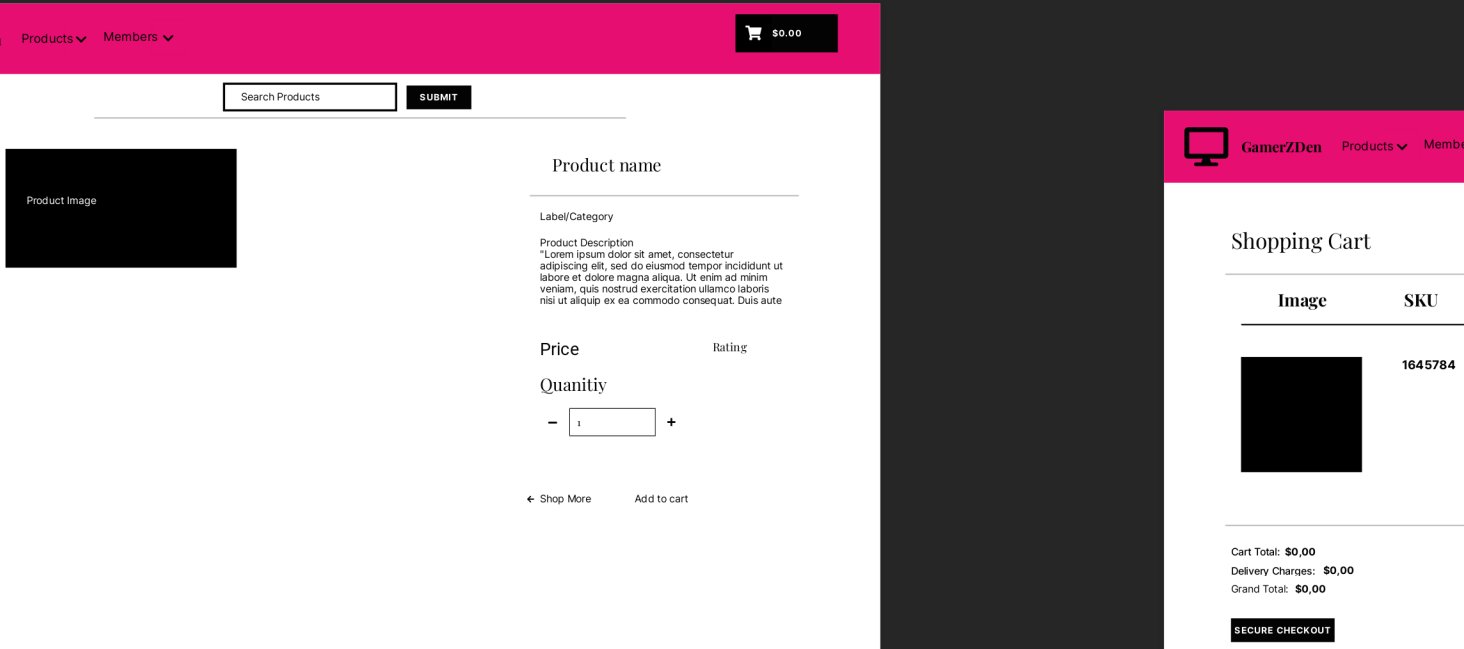 Products
Members
$0.00
Search Products
SUBMIT
Product Image
Product name
Label/Category
Product Description
"Lorem ipsum dolor sit amet, consectetur
adipiscing elit, sed do eiusmod tempor incididunt ut
labore et dolore magna aliqua. Ut enim ad minim
veniam, quis nostrud exercitation ullamco laboris
nisi ut aliquip ex ea commodo consequat. Duis aute
Price
Rating
Quanitiy
1
Shop More
Add to cart
GamerZDen
Products
Membe
Shopping Cart
Image
SKU
1645784
Cart Total: $0,00
Delivery Charges: $0,00
Grand Total: $0,00
SECURE CHECKOUT